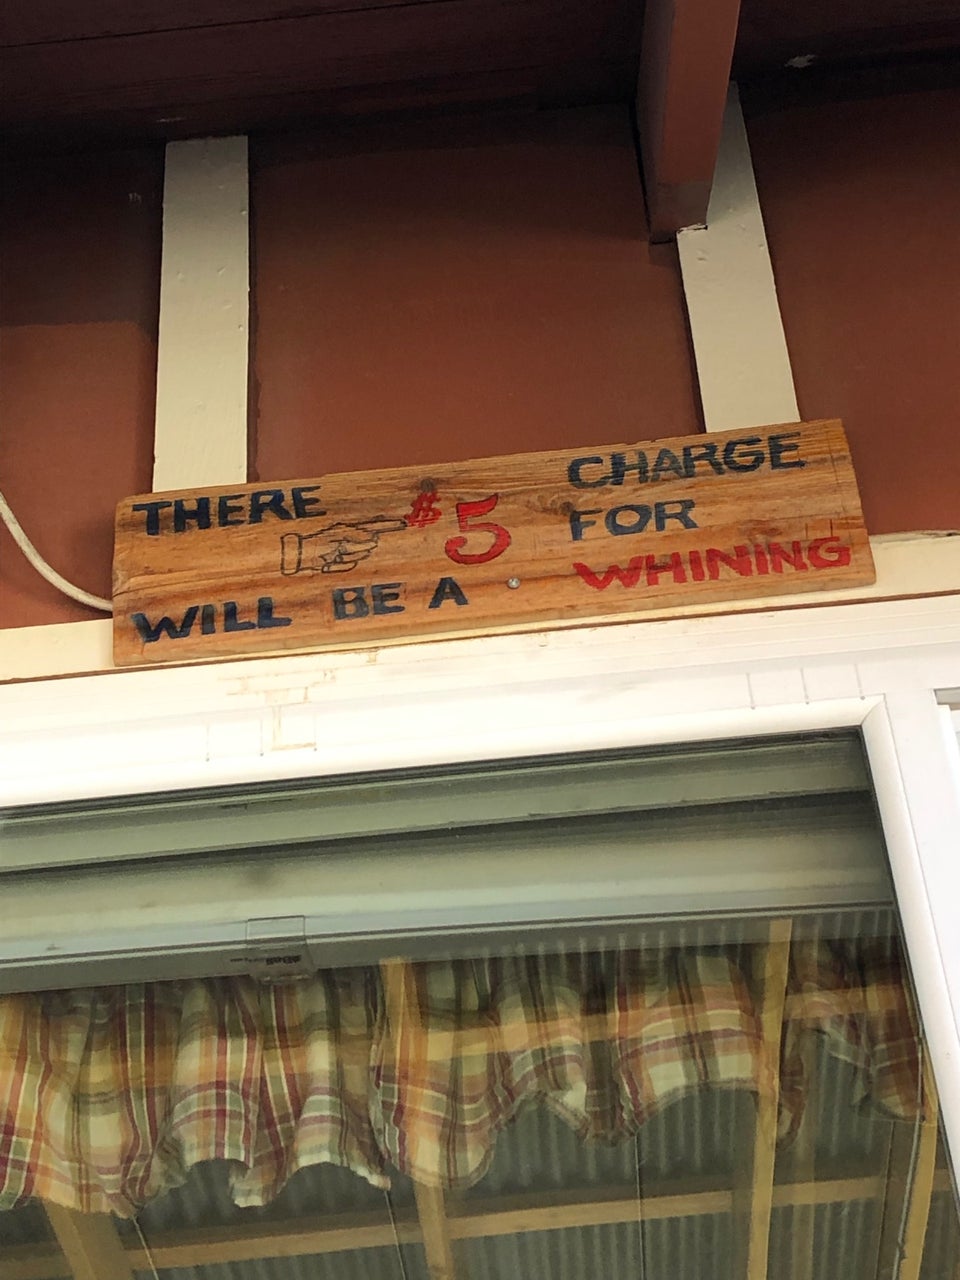 THERE
WILL BE A
$5
CHARGE
FOR
WHINING